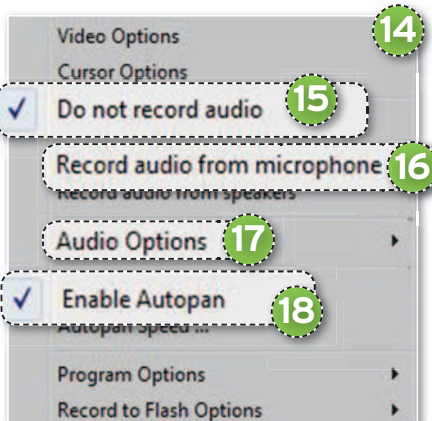 Video Options 14
Cursor Options
✓ Do not record audio 15
Record audio from microphone 16
Record audio from speakers
Audio Options 17
✓ Enable Autopan 18
Autopan Speed ...
Program Options
Record to Flash Options